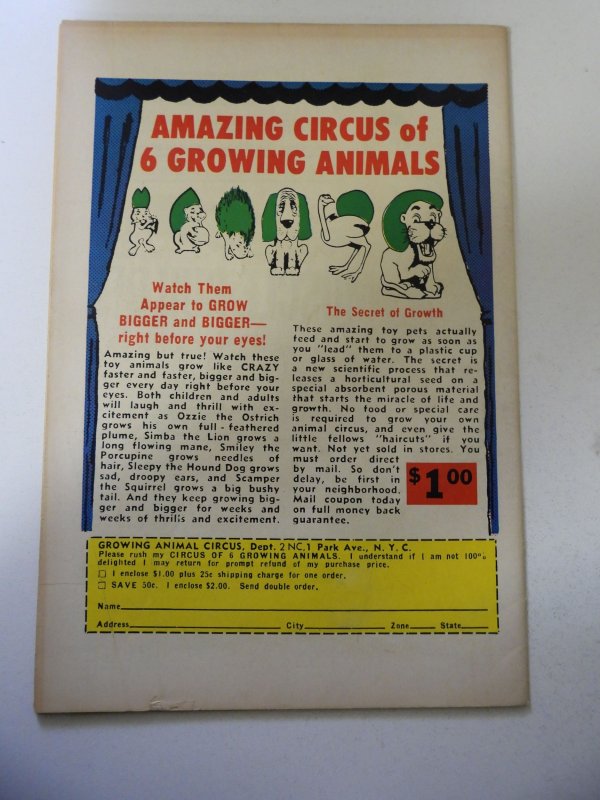 AMAZING CIRCUS of
6 GROWING ANIMALS
Watch Them
Appear to GROW
BIGGER and BIGGER—
right before your eyes!
Amazing but true! Watch these
toy animals grow like CRAZY
faster and faster, bigger and big-
ger every day right before your
eyes. Both children and adults
will laugh and thrill with ex-
citement as Ozzie the Ostrich
grows his own full - feathered
plume, Simba the Lion grows a
long flowing mane, Smiley the
Porcupine grows needles of
hair, Sleepy the Hound Dog grows
sad, droopy ears, and Scamper
the Squirrel grows a big bushy
tail. And they keep growing big-
ger and bigger for weeks and
weeks of thrills and excitement.
The Secret of Growth
These amazing toy pets actually
feed and start to grow as soon as
you "lead" them to a plastic cup
or glass of water. The secret is
a new scientific process that re-
leases a horticultural seed on a
special absorbent porous material
that starts the miracle of life and
growth. No food or special care
is required to grow your own
animal circus, and even give the
little fellows "haircuts" if you
want. Not yet sold in stores. You
must order direct
by mail. So don't
delay, be first in
your neighborhood.
Mail coupon today
on full money back
guarantee.
$1 00
GROWING ANIMAL CIRCUS, Dept. 2 NC, 1 Park Ave., N. Y. C.
Please rush my CIRCUS OF 6 GROWING ANIMALS. I understand if I am not 100%
delighted I may return for prompt refund of my purchase price.
I enclose $1.00 plus 25c shipping charge for one order.
SAVE 50c. I enclose $2.00. Send double order.
Name
Address City Zone State